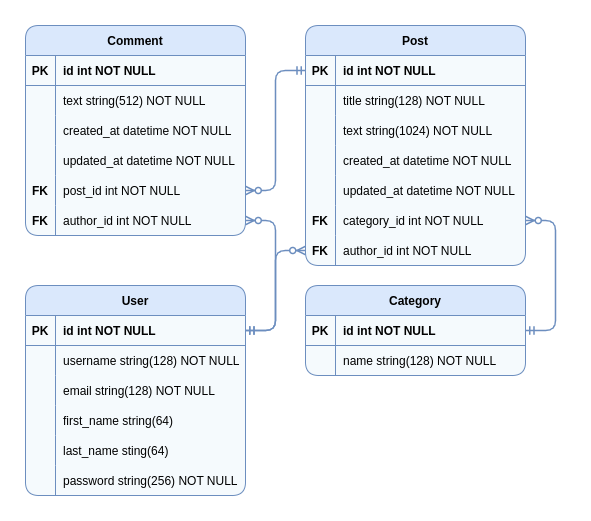 Comment
PK id int NOT NULL
text string(512) NOT NULL
created_at datetime NOT NULL
updated_at datetime NOT NULL
FK post_id int NOT NULL
FK author_id int NOT NULL
Post
PK id int NOT NULL
title string(128) NOT NULL
text string(1024) NOT NULL
created_at datetime NOT NULL
updated_at datetime NOT NULL
FK category_id int NOT NULL
FK author_id int NOT NULL
User
PK id int NOT NULL
username string(128) NOT NULL
email string(128) NOT NULL
first_name string(64)
last_name sting(64)
password string(256) NOT NULL
Category
PK id int NOT NULL
name string(128) NOT NULL